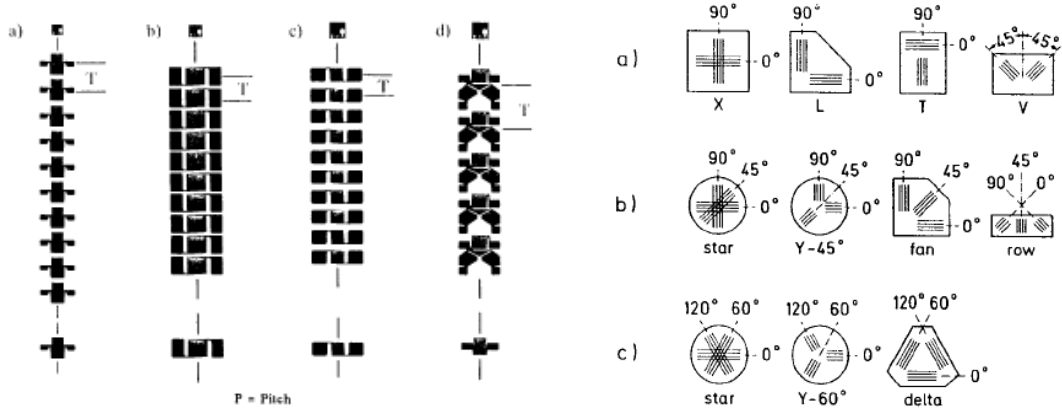 a) b) c) d)
T T T T
P = Pitch
a)
90° 0° X
90° 0° L
90° 0° T
45° 45° V
b)
90° 45° 0° star
90° 45° 0° Y-45°
90° 45° 0° fan
90° 45° 0° row
c)
120° 60° 0° star
120° 60° 0° Y-60°
120° 60° 0° delta